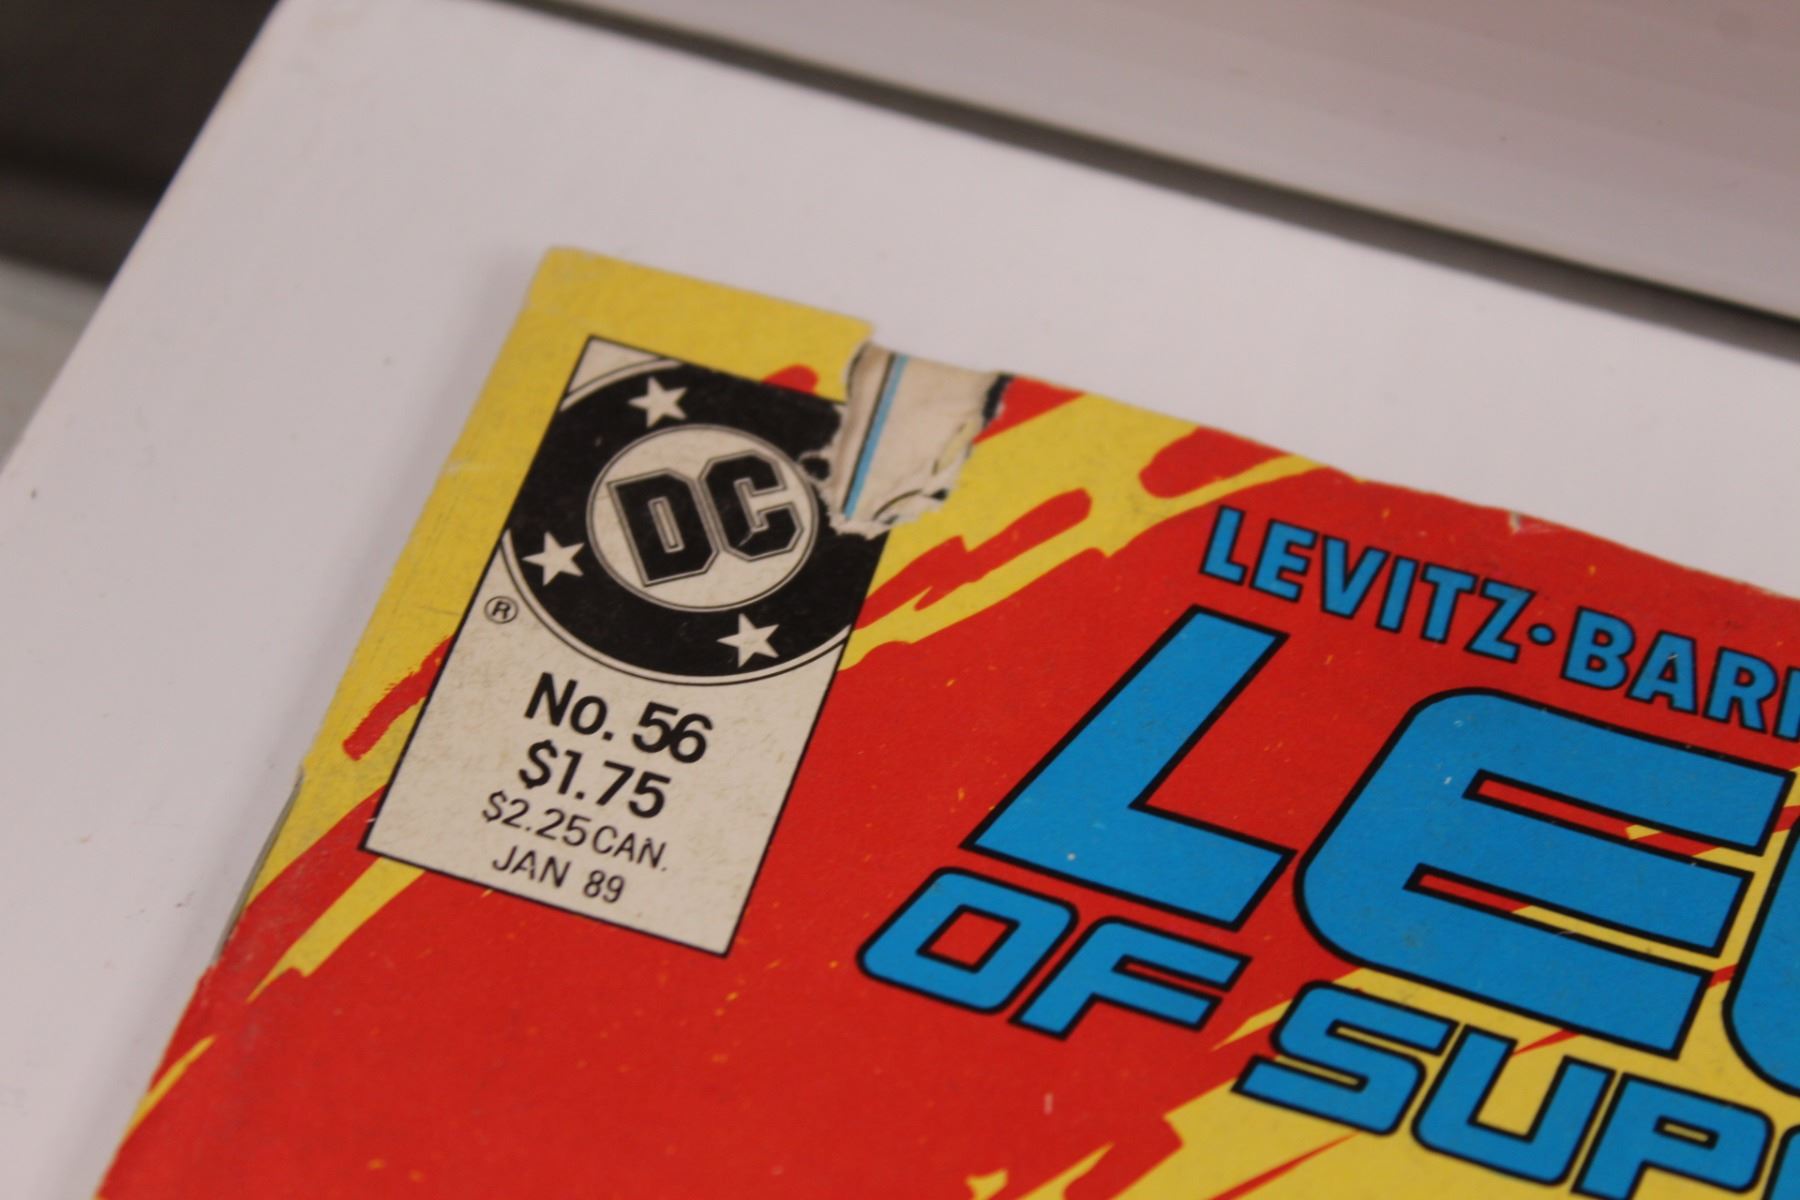 DC
®
No. 56
$1.75
$2.25 CAN.
JAN 89
LEVITZ•BAR
LE
OF SUP